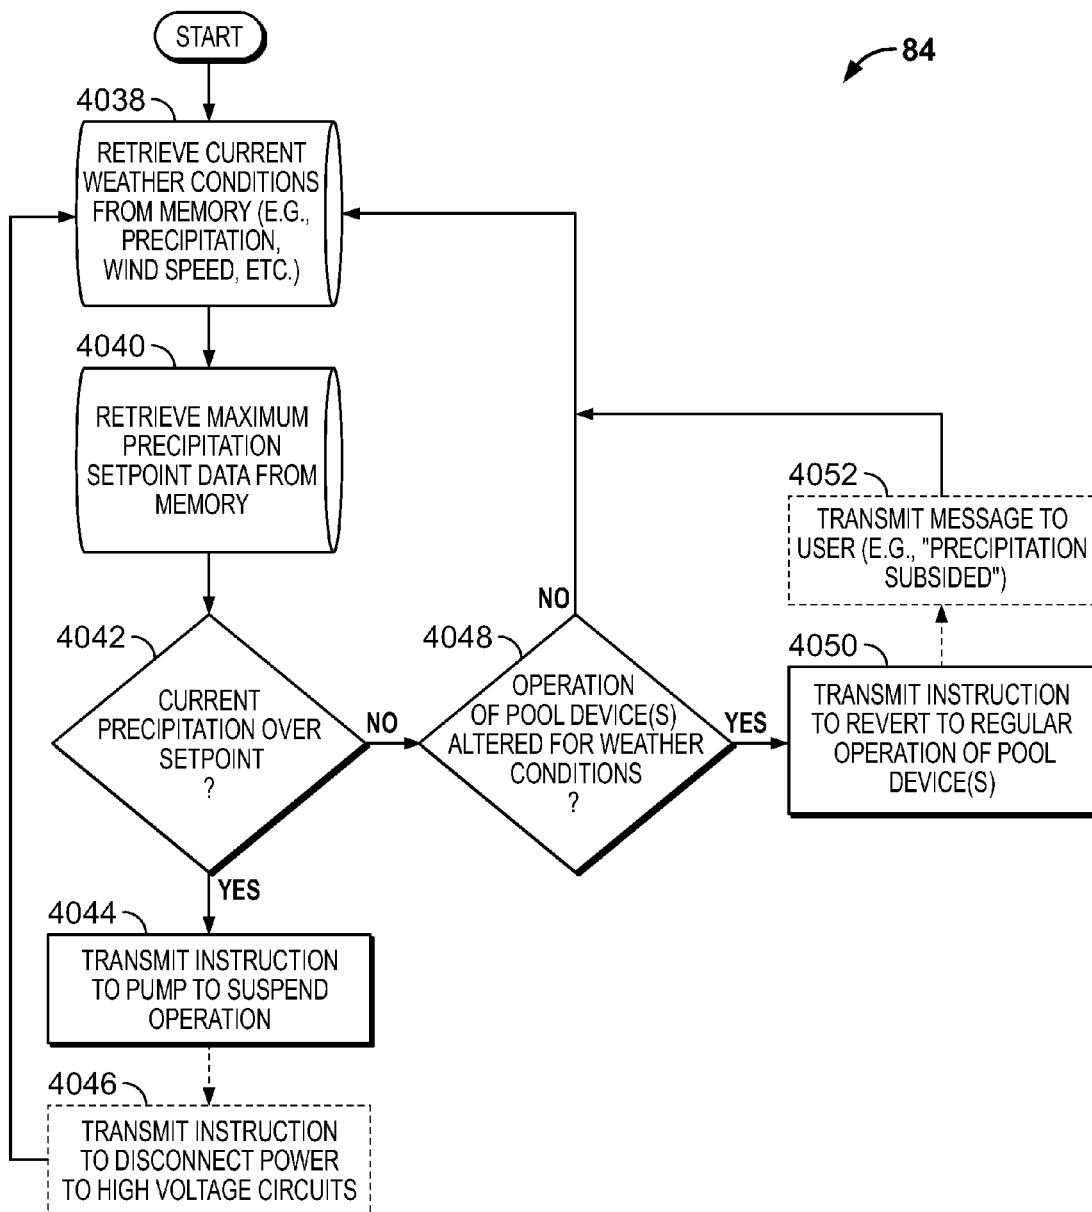 START
84
4038
RETRIEVE CURRENT
WEATHER CONDITIONS
FROM MEMORY (E.G.,
PRECIPITATION,
WIND SPEED, ETC.)
4040
RETRIEVE MAXIMUM
PRECIPITATION
SETPOINT DATA FROM
MEMORY
4042
CURRENT
PRECIPITATION OVER
SETPOINT
?
NO
YES
4044
TRANSMIT INSTRUCTION
TO PUMP TO SUSPEND
OPERATION
4046
TRANSMIT INSTRUCTION
TO DISCONNECT POWER
TO HIGH VOLTAGE CIRCUITS
4048
OPERATION
OF POOL DEVICE(S)
ALTERED FOR WEATHER
CONDITIONS
?
NO
YES
4050
TRANSMIT INSTRUCTION
TO REVERT TO REGULAR
OPERATION OF POOL
DEVICE(S)
4052
TRANSMIT MESSAGE TO
USER (E.G., "PRECIPITATION
SUBSIDED")